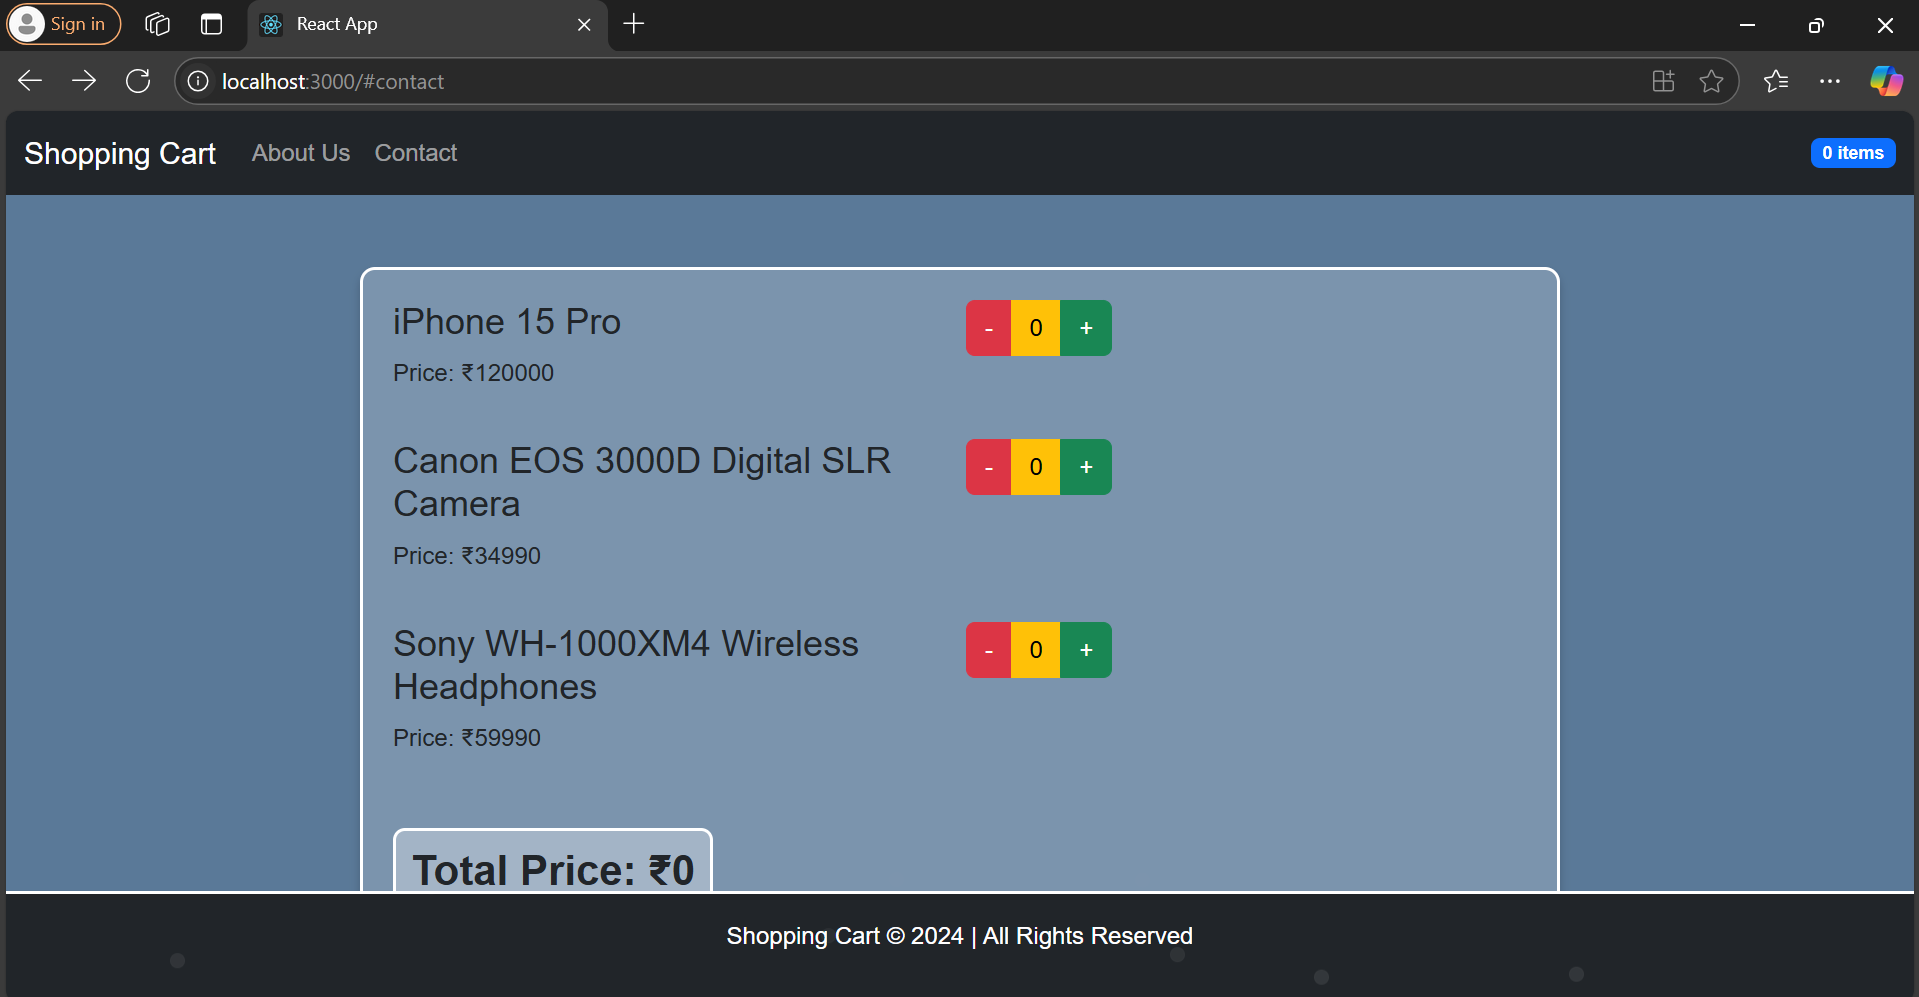 Sign in
React App
localhost:3000/#contact
Shopping Cart About Us Contact 0 items
iPhone 15 Pro - 0 +
Price: ₹120000
Canon EOS 3000D Digital SLR - 0 +
Camera
Price: ₹34990
Sony WH-1000XM4 Wireless - 0 +
Headphones
Price: ₹59990
Total Price: ₹0
Shopping Cart © 2024 | All Rights Reserved